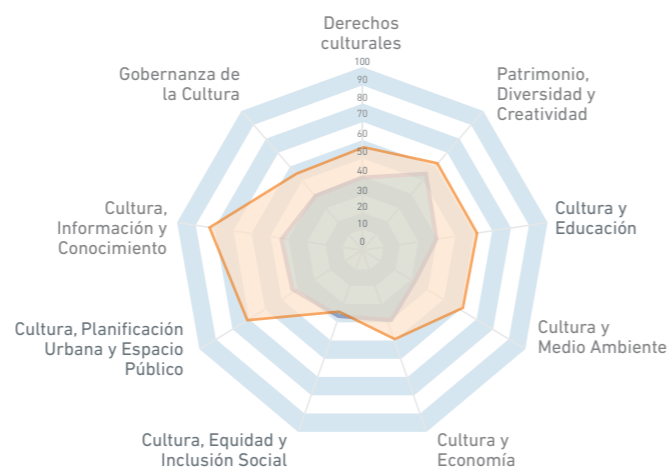 Derechos
culturales
100
90
80
70
60
50
40
30
20
10
0
Patrimonio,
Diversidad y
Creatividad
Cultura y
Educación
Cultura y
Medio Ambiente
Cultura y
Economía
Cultura, Equidad y
Inclusión Social
Cultura, Planificación
Urbana y Espacio
Público
Cultura,
Información y
Conocimiento
Gobernanza de
la Cultura